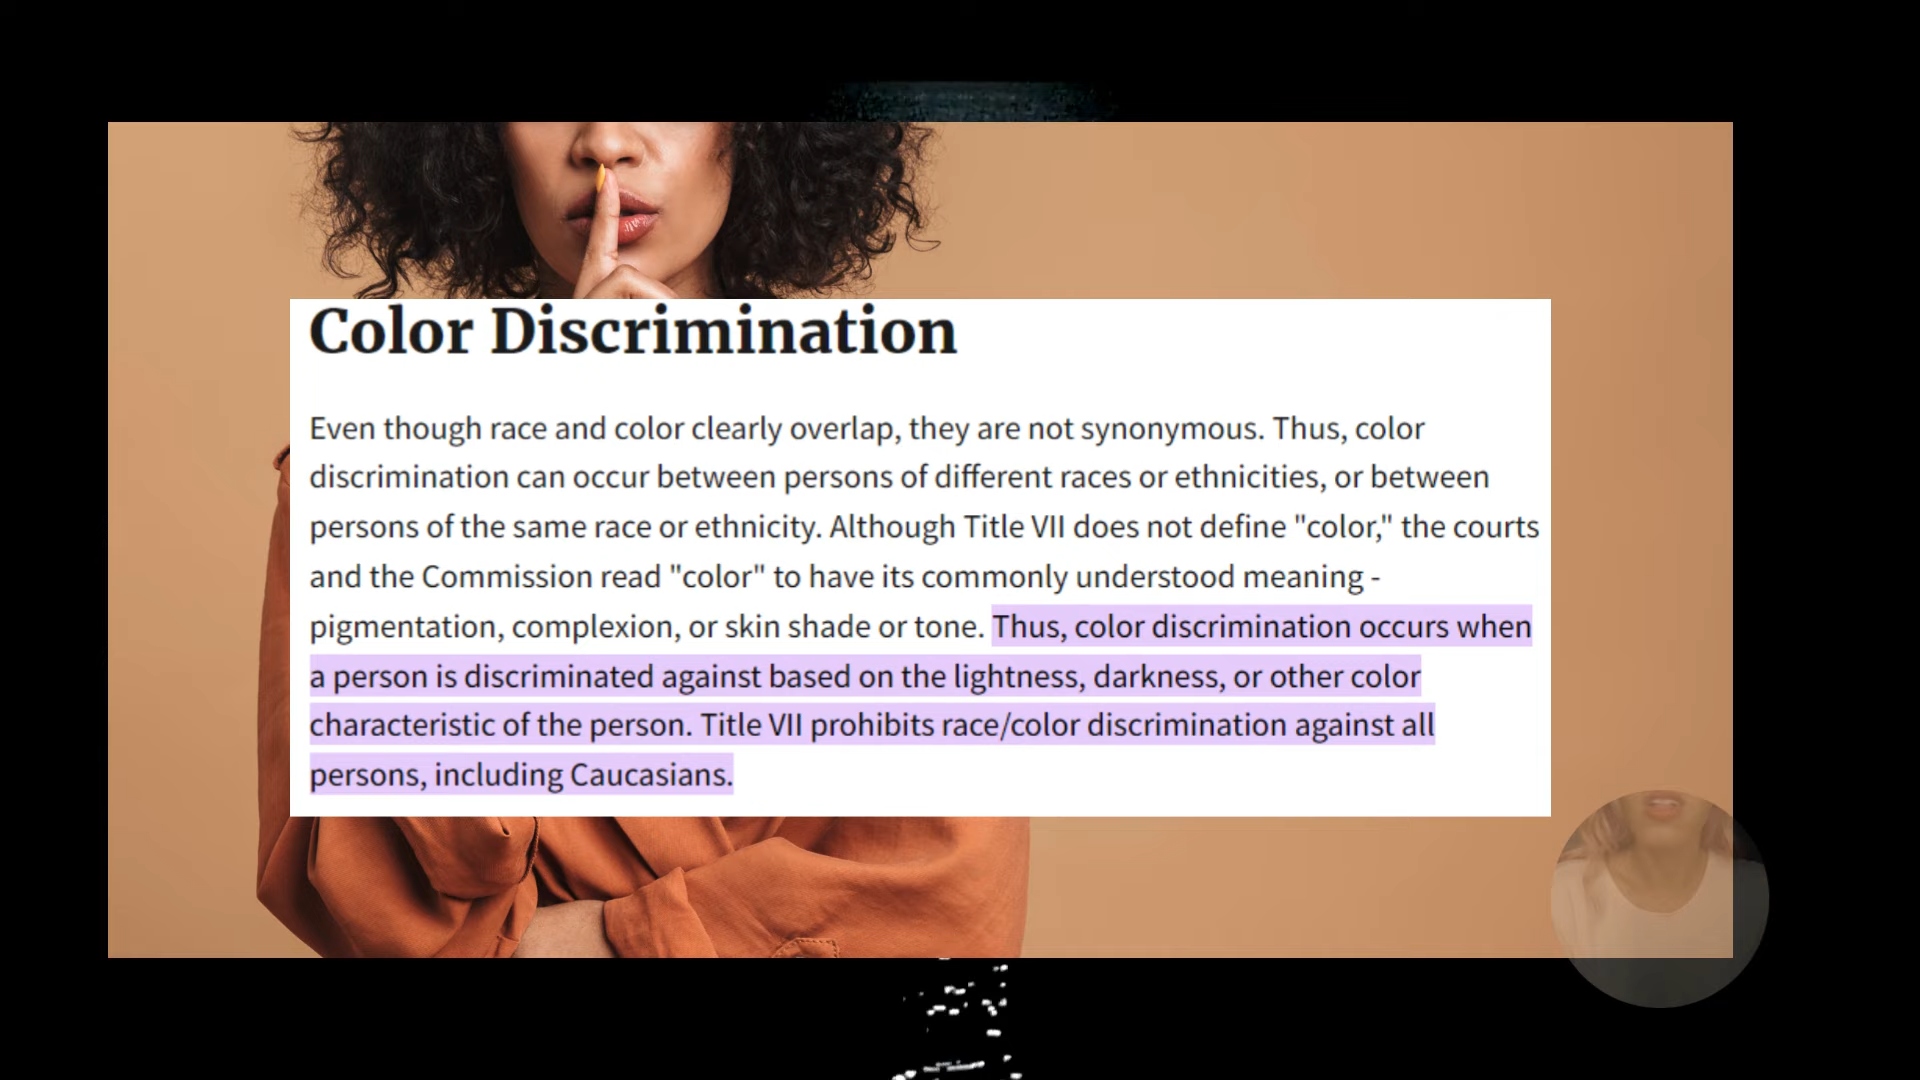 Color Discrimination
Even though race and color clearly overlap, they are not synonymous. Thus, color
discrimination can occur between persons of different races or ethnicities, or between
persons of the same race or ethnicity. Although Title VII does not define "color," the courts
and the Commission read "color" to have its commonly understood meaning -
pigmentation, complexion, or skin shade or tone. Thus, color discrimination occurs when
a person is discriminated against based on the lightness, darkness, or other color
characteristic of the person. Title VII prohibits race/color discrimination against all
persons, including Caucasians.